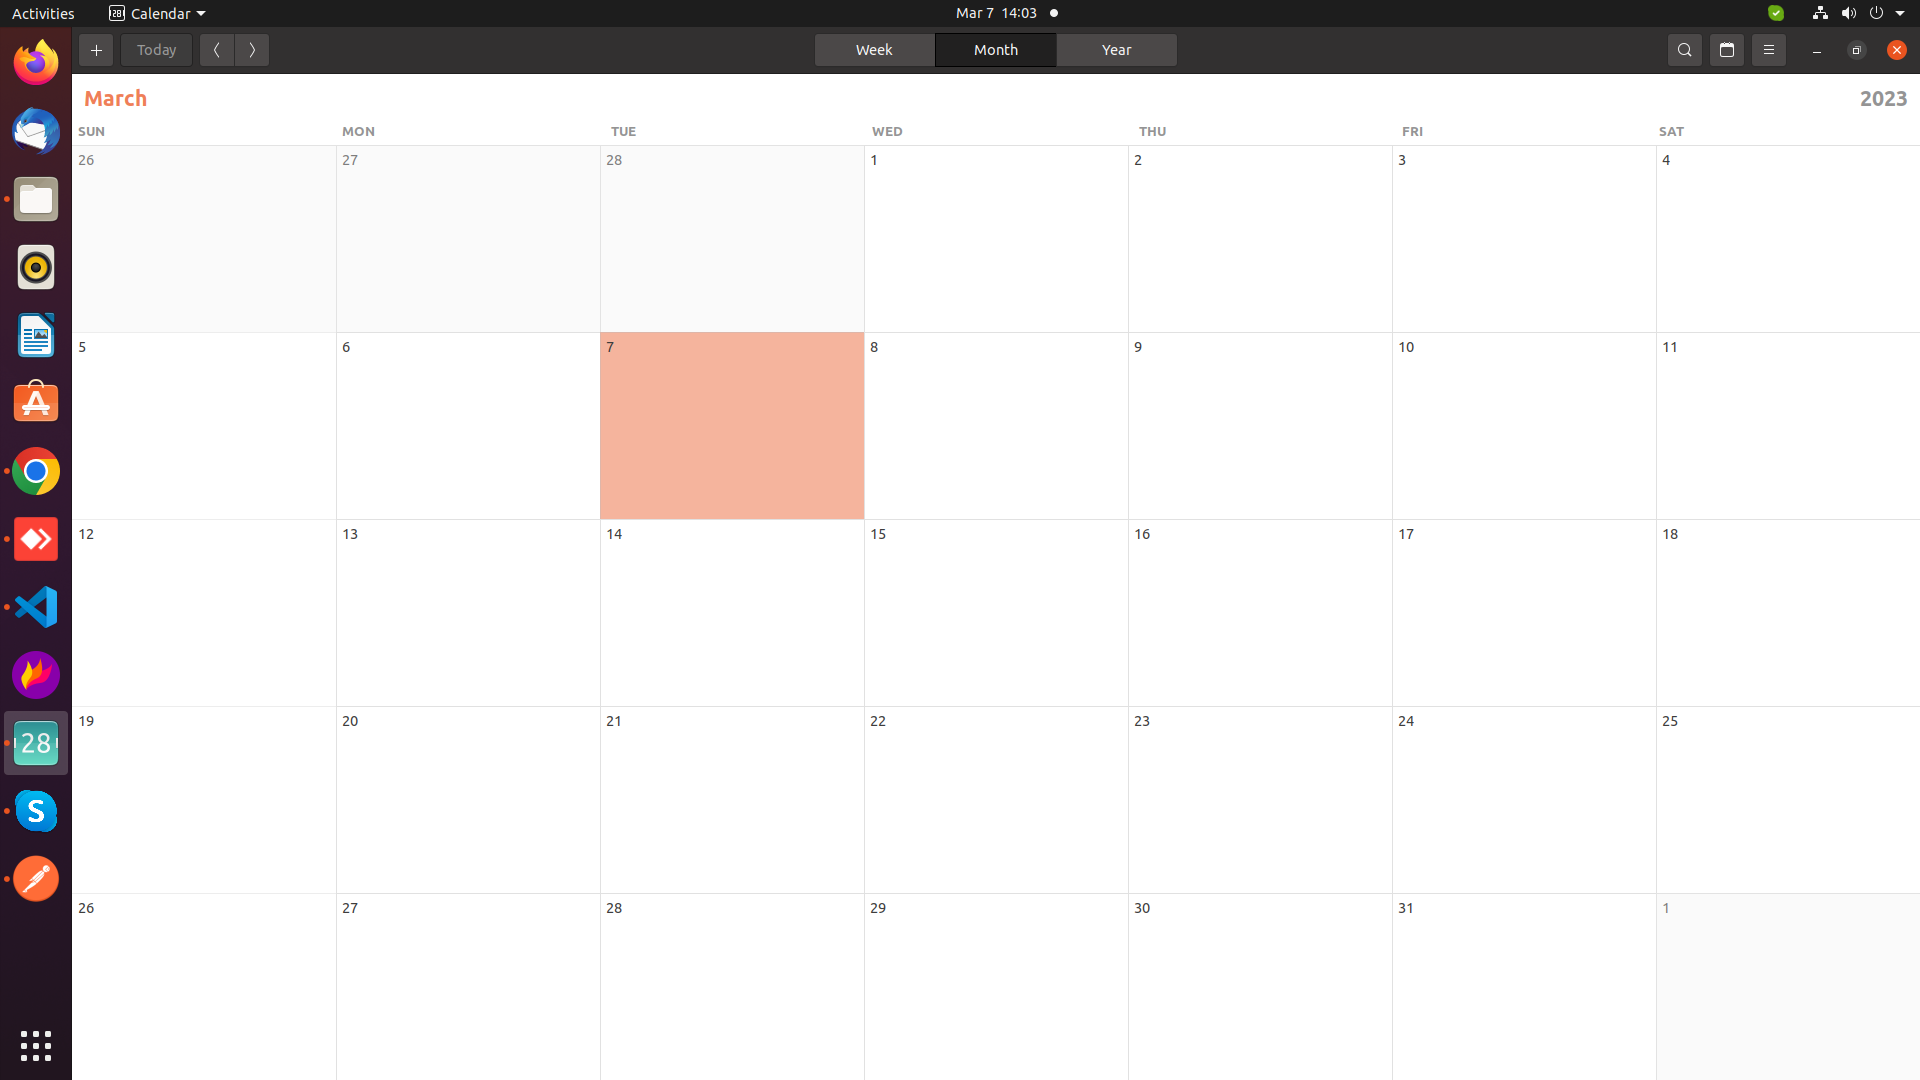 Activities Calendar Mar 7 14:03
Today Week Month Year
March 2023
SUN MON TUE WED THU FRI SAT
26 27 28 1 2 3 4
5 6 7 8 9 10 11
12 13 14 15 16 17 18
19 20 21 22 23 24 25
26 27 28 29 30 31 1
28
S